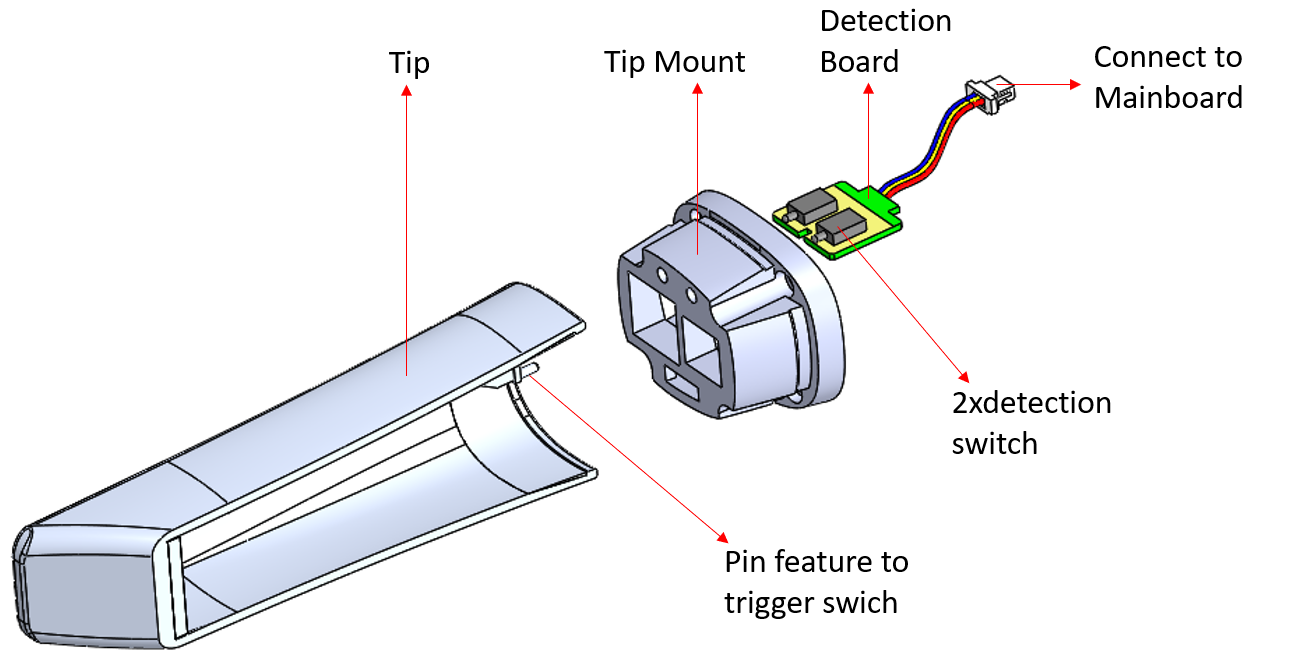 Tip
Tip Mount
Detection
Board
Connect to
Mainboard
2xdetection
switch
Pin feature to
trigger swich